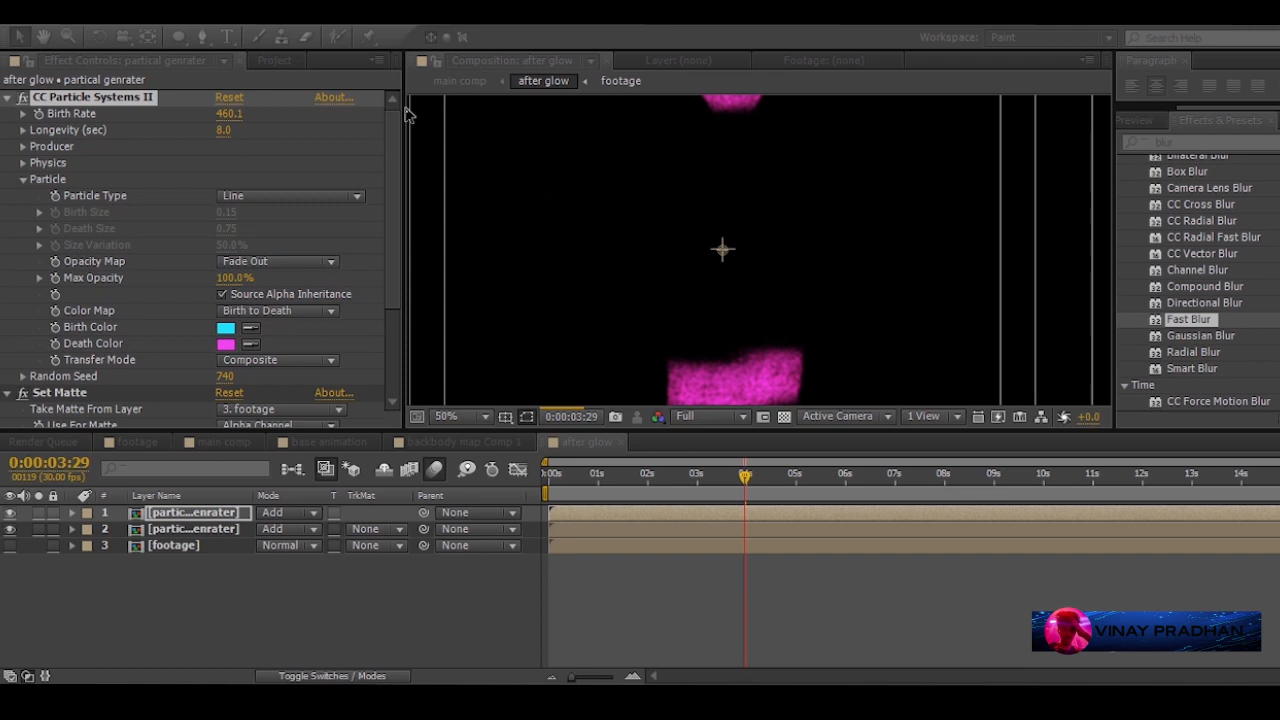 Workspace: Paint Search Help
Effect Controls: partical genrater Project
after glow • partical genrater
CC Particle Systems II Reset About...
Birth Rate 460.1
Longevity (sec) 8.0
Producer
Physics
Particle
Particle Type Line
Birth Size 0.15
Death Size 0.75
Size Variation 50.0%
Opacity Map Fade Out
Max Opacity 100.0%
Source Alpha Inheritance
Color Map Birth to Death
Birth Color
Death Color
Transfer Mode Composite
Random Seed 740
Set Matte Reset About...
Take Matte From Layer 3. footage
Use For Matte Alpha Channel
Composition: after glow Layer: (none) Footage: (none)
main comp after glow footage
50% 0:00:03:29 Full Active Camera 1 View +0.0
Paragraph
Preview Effects & Presets
blur
Bilateral Blur
Box Blur
Camera Lens Blur
CC Cross Blur
CC Radial Blur
CC Radial Fast Blur
CC Vector Blur
Channel Blur
Compound Blur
Directional Blur
Fast Blur
Gaussian Blur
Radial Blur
Smart Blur
Time
CC Force Motion Blur
Render Queue footage main comp base animation backbody map Comp 1 after glow
0:00:03:29
00119 (30.00 fps)
:00s 01s 02s 03s 04s 05s 06s 07s 08s 09s 10s 11s 12s 13s 14s
# Layer Name Mode T TrkMat Parent
1 [partic...enrater] Add None
2 [partic...enrater] Add None None
3 [footage] Normal None None
VINAY PRADHAN
Toggle Switches / Modes